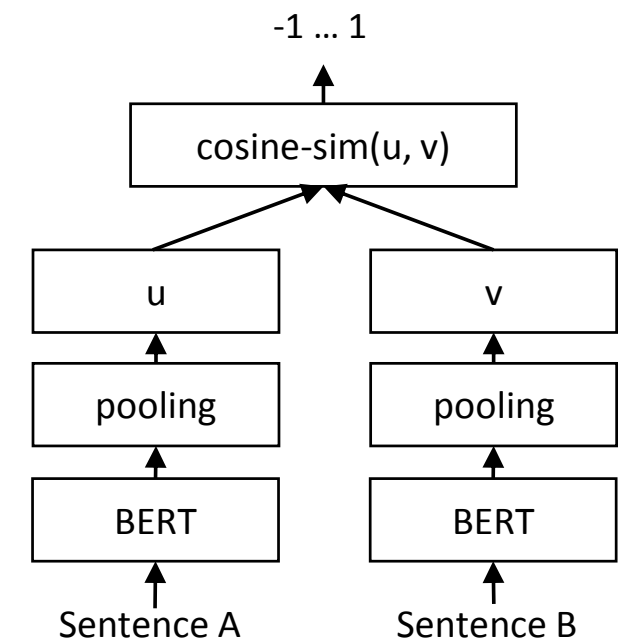 -1 … 1
cosine-sim(u, v)
u
v
pooling
pooling
BERT
BERT
Sentence A
Sentence B